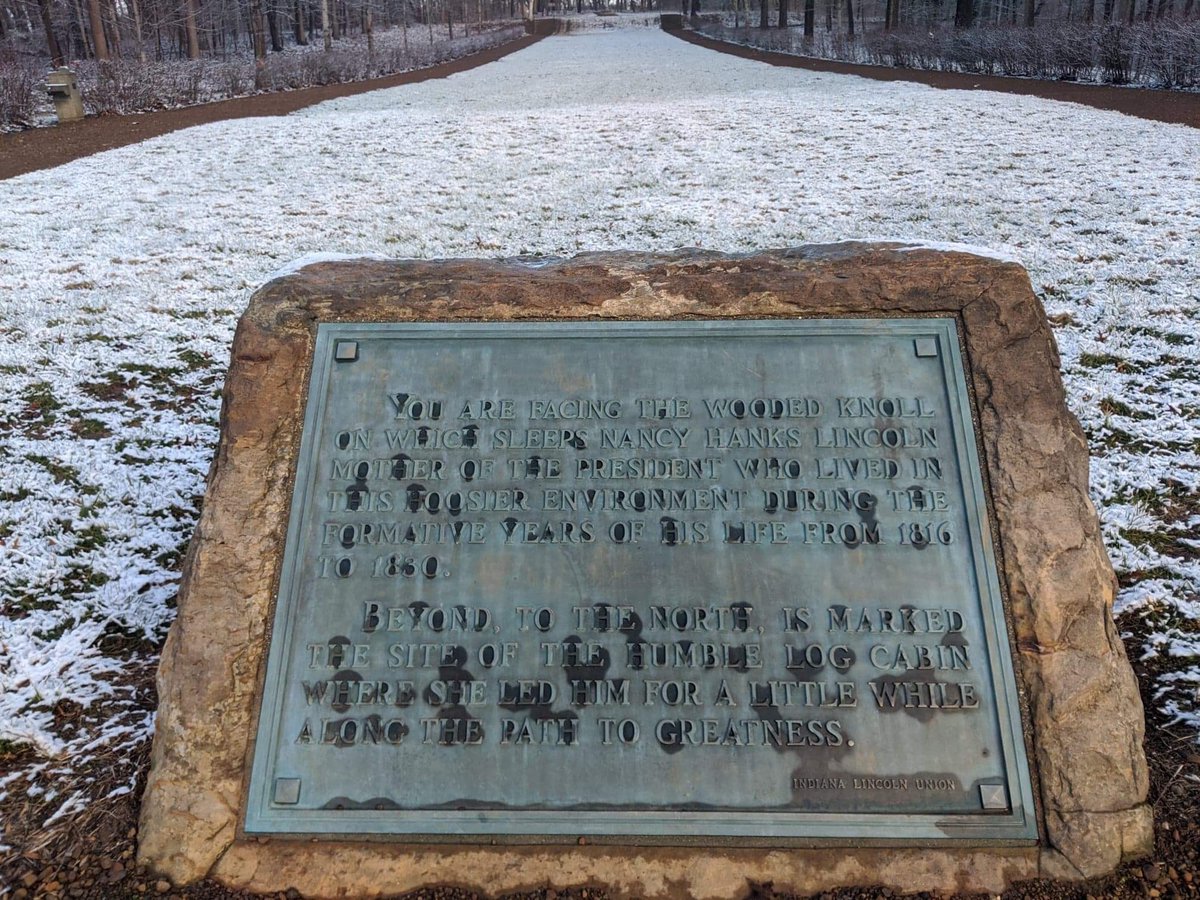 YOU ARE FACING THE WOODED KNOLL
ON WHICH SLEEPS NANCY HANKS LINCOLN
MOTHER OF THE PRESIDENT WHO LIVED IN
THIS HOOSIER ENVIRONMENT DURING THE
FORMATIVE YEARS OF HIS LIFE FROM 1816
TO 1830.
BEYOND, TO THE NORTH, IS MARKED
THE SITE OF THE HUMBLE LOG CABIN
WHERE SHE LED HIM FOR A LITTLE WHILE
ALONG THE PATH TO GREATNESS.
INDIANA LINCOLN UNION